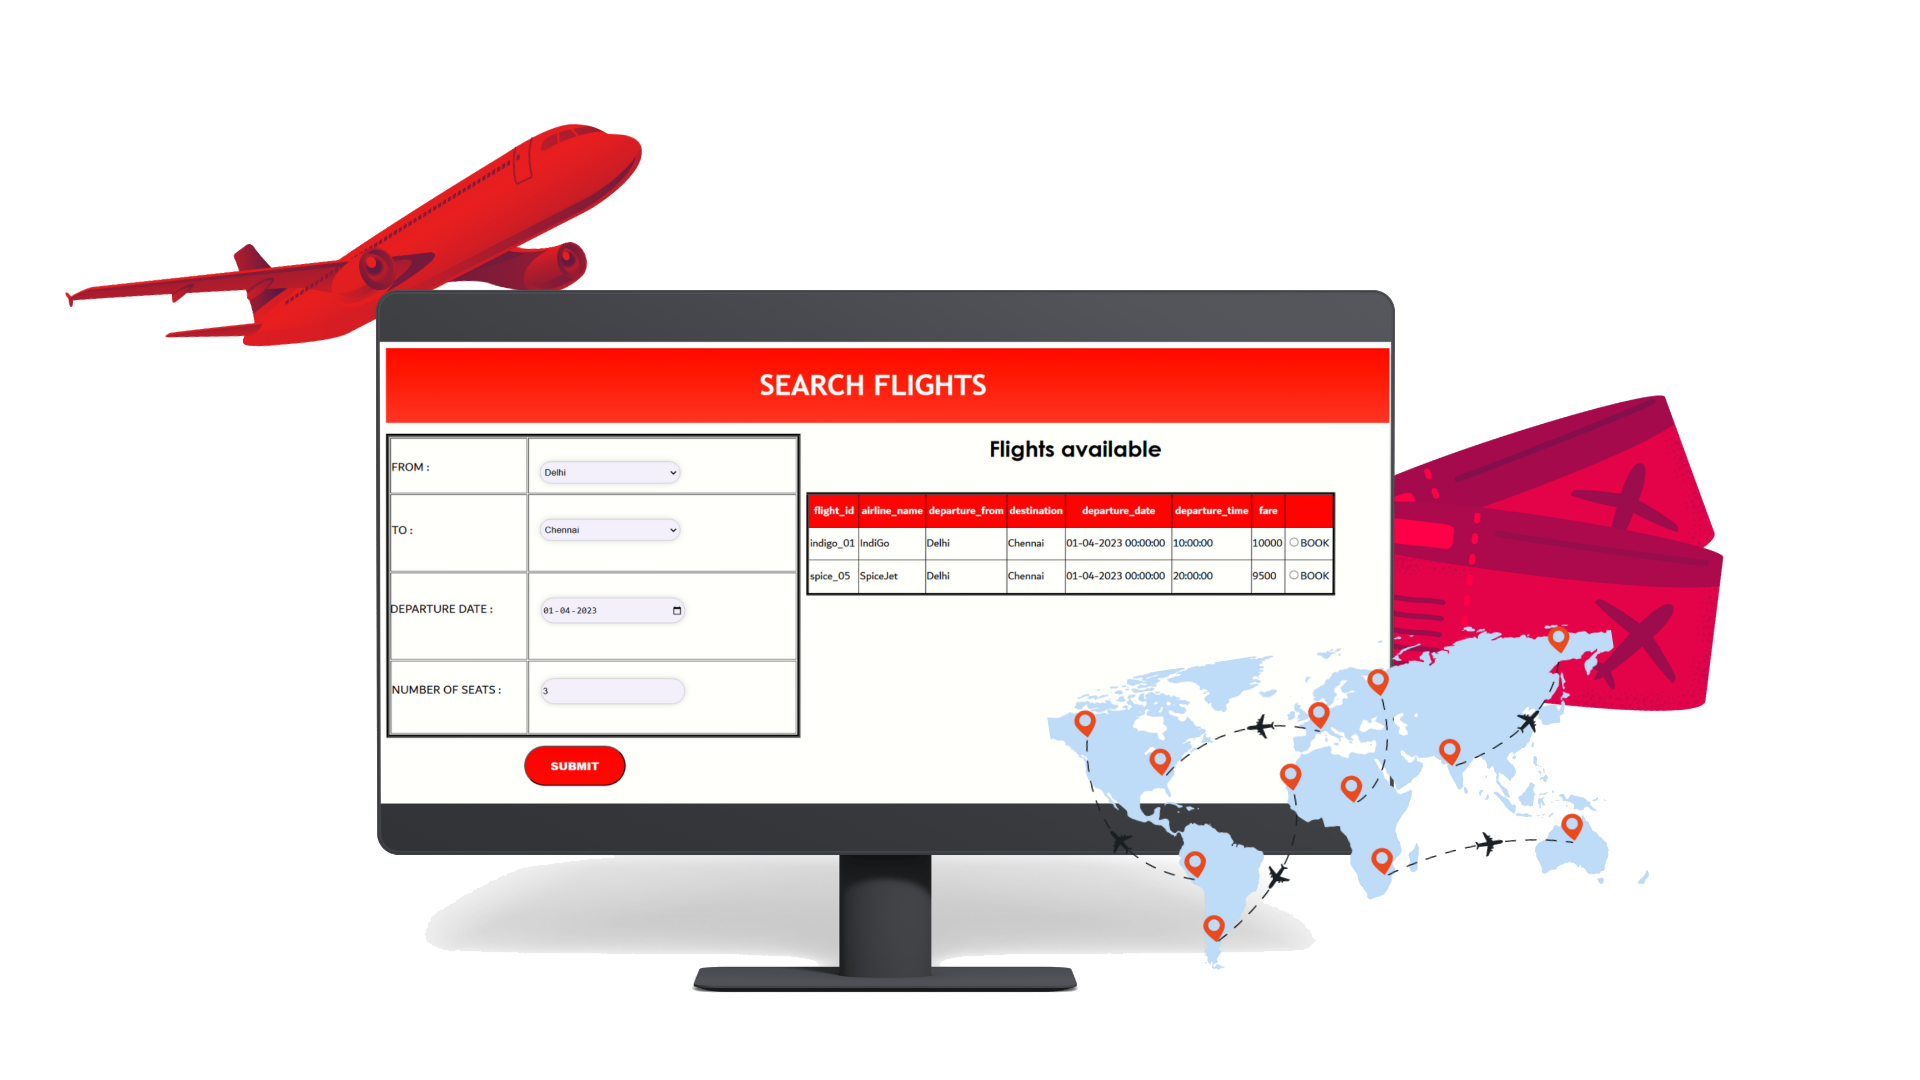 SEARCH FLIGHTS
FROM :
Delhi
TO :
Chennai
DEPARTURE DATE :
01-04-2023
NUMBER OF SEATS :
3
SUBMIT
Flights available
flight_id airline_name departure_from destination departure_date departure_time fare
indigo_01 IndiGo Delhi Chennai 01-04-2023 00:00:00 10:00:00 10000 BOOK
spice_05 SpiceJet Delhi Chennai 01-04-2023 00:00:00 20:00:00 9500 BOOK